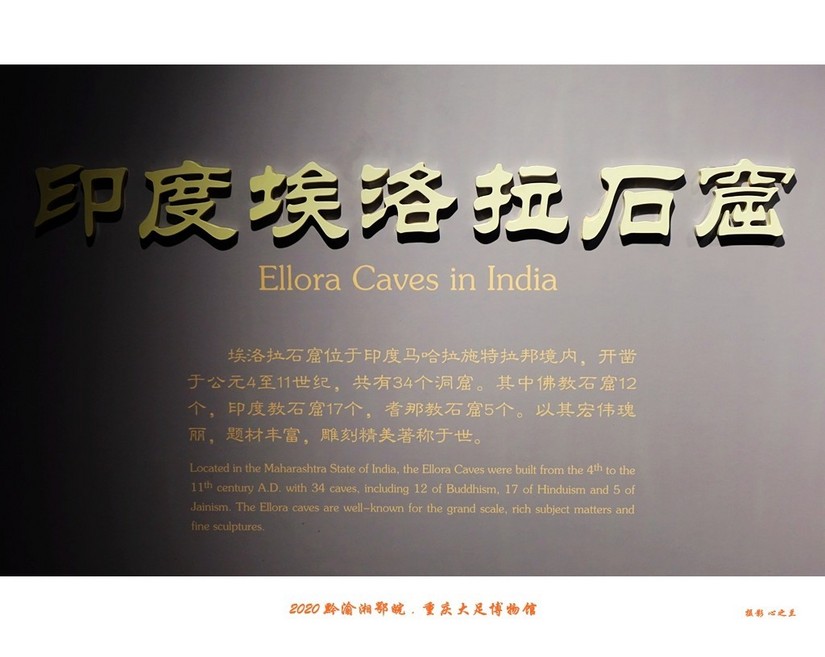 印度埃洛拉石窟
Ellora Caves in India
埃洛拉石窟位于印度马哈拉施特拉邦境内，开凿
于公元4至11世纪，共有34个洞窟。其中佛教石窟12
个，印度教石窟17个，耆那教石窟5个。以其宏伟瑰
丽，题材丰富，雕刻精美著称于世。
Located in the Maharashtra State of India, the Ellora Caves were built from the 4th to the
11th century A.D. with 34 caves, including 12 of Buddhism, 17 of Hinduism and 5 of
Jainism. The Ellora caves are well-known for the grand scale, rich subject matters and
fine sculptures.
2020 黔渝湘鄂皖 . 重庆大足博物馆
摄影 心之兰